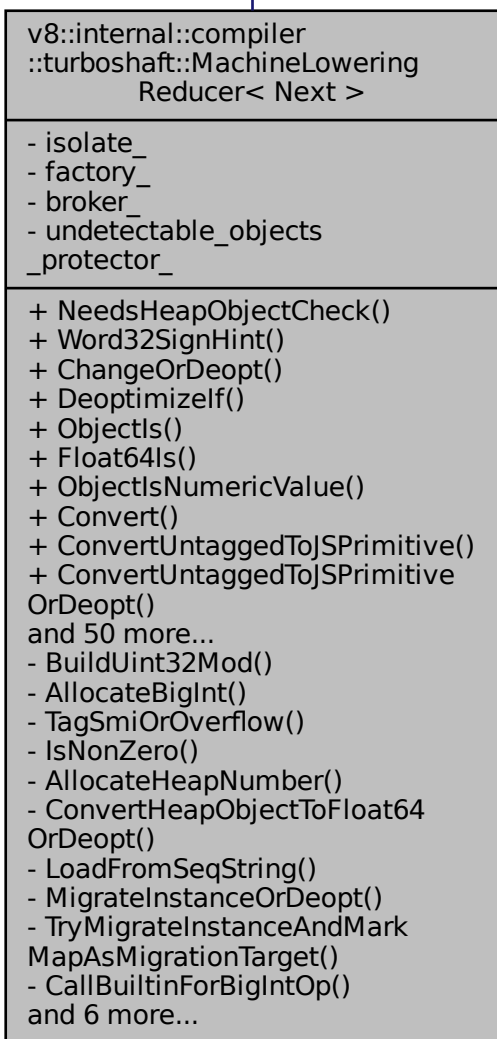 v8::internal::compiler
::turboshaft::MachineLowering
Reducer< Next >
- isolate_
- factory_
- broker_
- undetectable_objects
_protector_
+ NeedsHeapObjectCheck()
+ Word32SignHint()
+ ChangeOrDeopt()
+ DeoptimizeIf()
+ ObjectIs()
+ Float64Is()
+ ObjectIsNumericValue()
+ Convert()
+ ConvertUntaggedToJSPrimitive()
+ ConvertUntaggedToJSPrimitive
OrDeopt()
and 50 more...
- BuildUint32Mod()
- AllocateBigInt()
- TagSmiOrOverflow()
- IsNonZero()
- AllocateHeapNumber()
- ConvertHeapObjectToFloat64
OrDeopt()
- LoadFromSeqString()
- MigrateInstanceOrDeopt()
- TryMigrateInstanceAndMark
MapAsMigrationTarget()
- CallBuiltinForBigIntOp()
and 6 more...